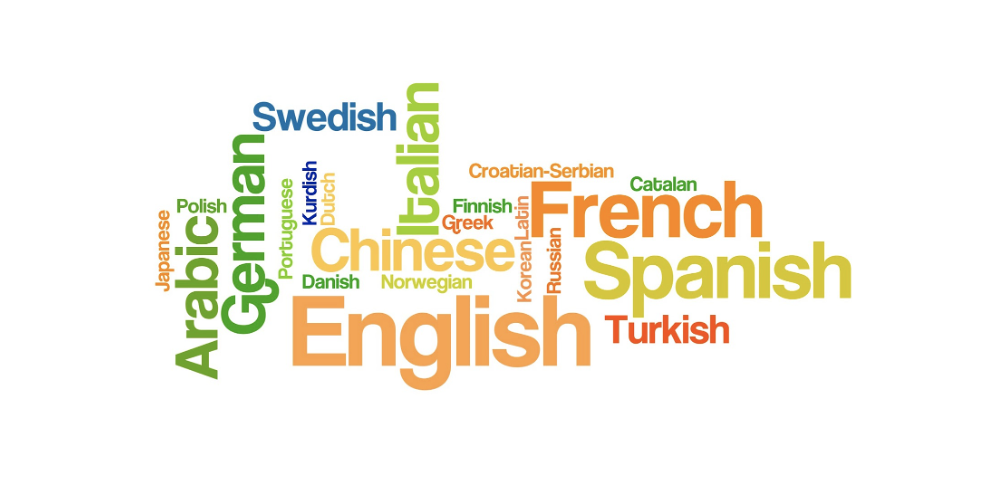 Swedish
Italian
German
Croatian-Serbian
Kurdish
Dutch
Catalan
French
Polish
Portuguese
Finnish
Latin
Japanese
Arabic
Greek
Chinese
Korean
Russian
Spanish
Danish
Norwegian
English
Turkish